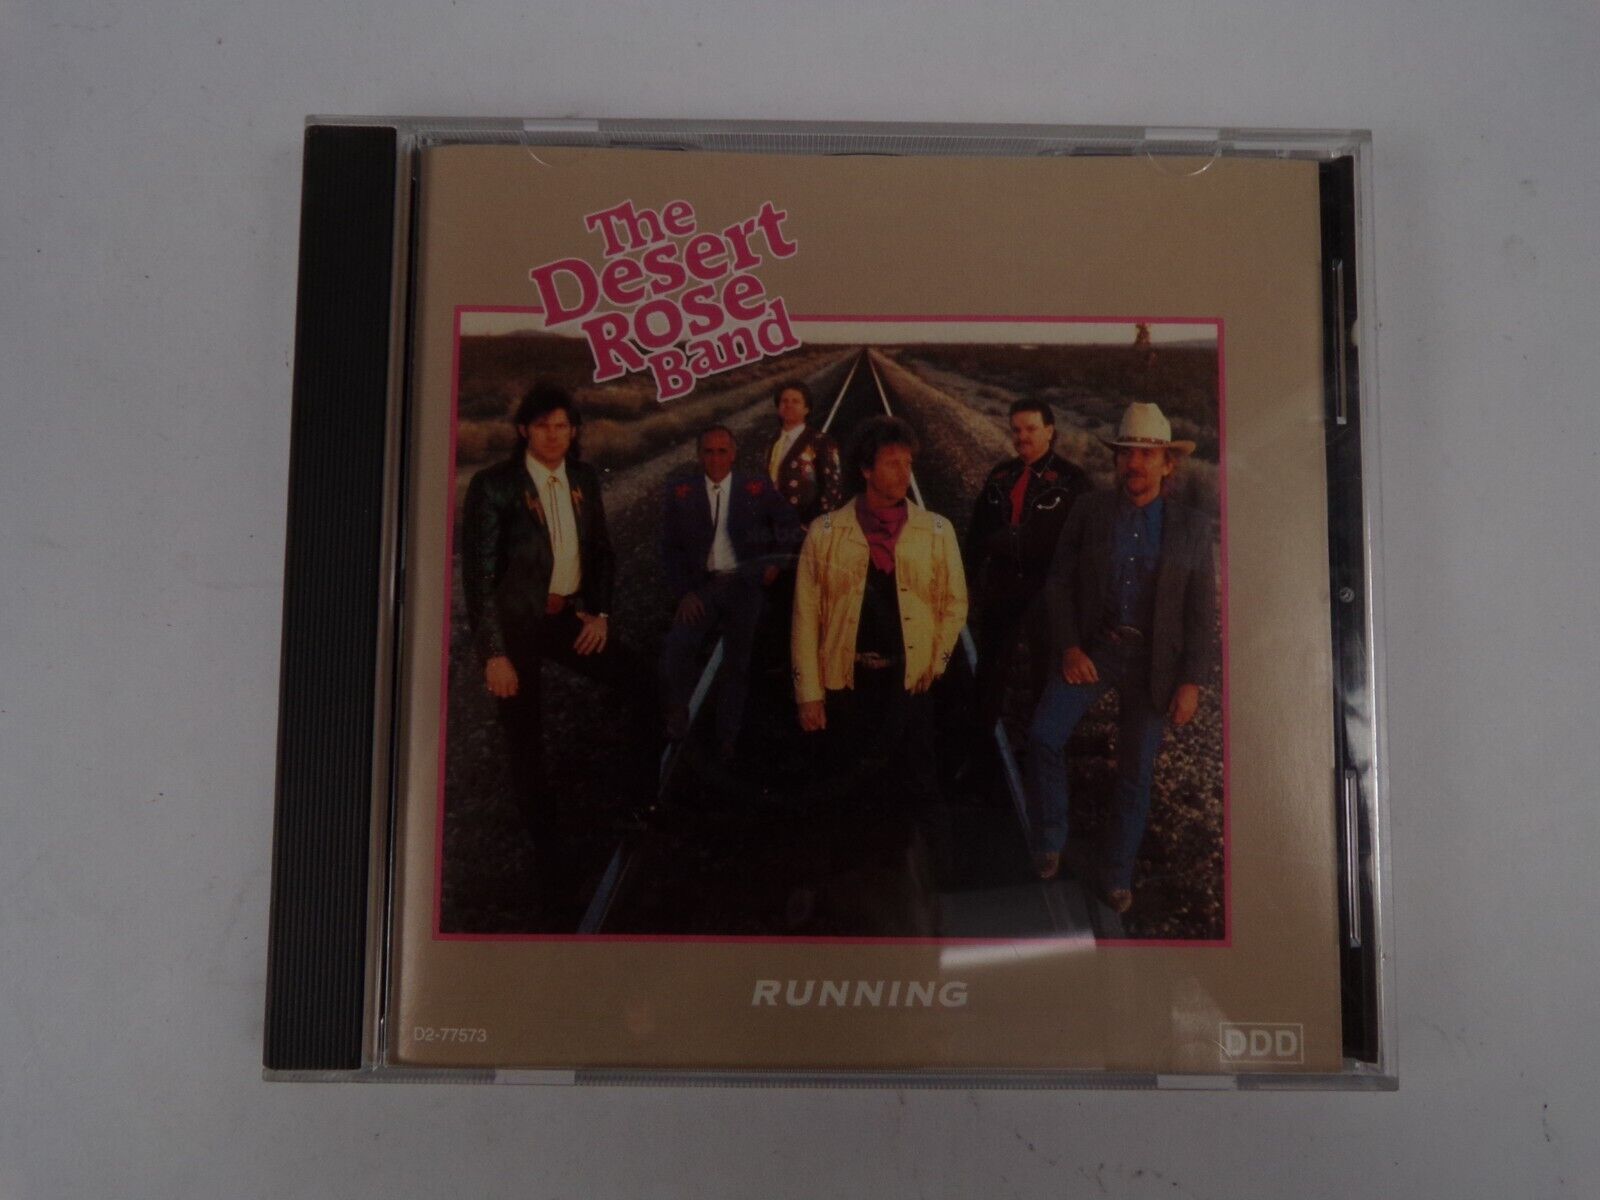 The
Desert
Rose
Band
RUNNING
D2-77573
DDD